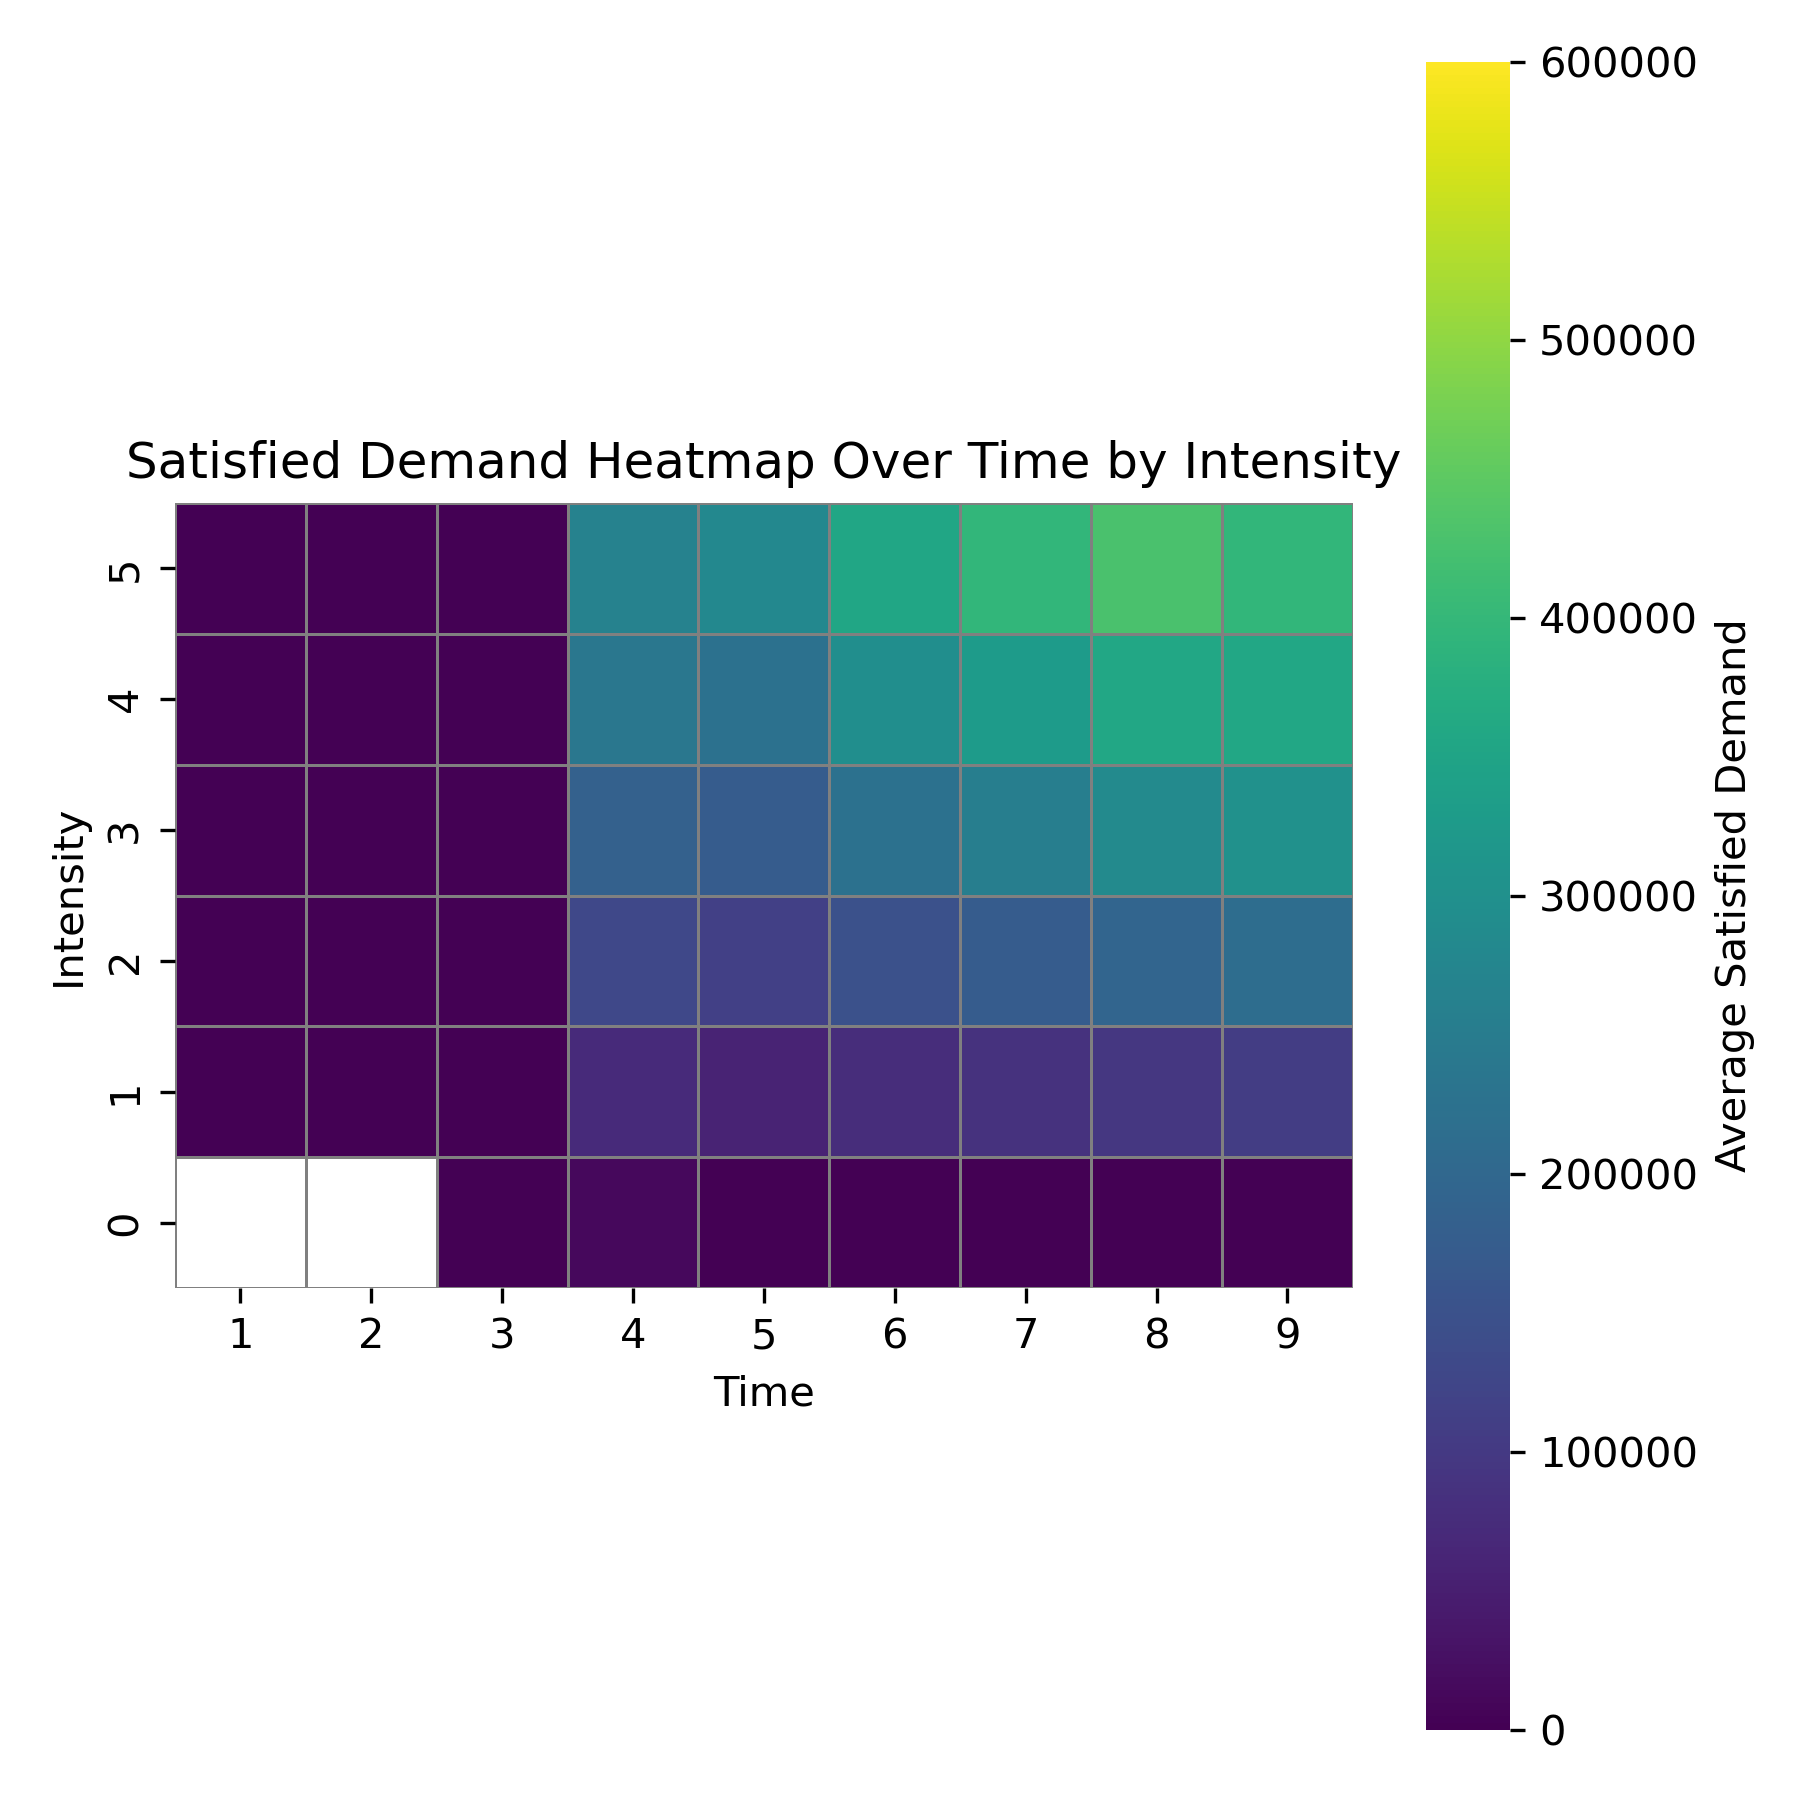 Satisfied Demand Heatmap Over Time by Intensity
Intensity
5
4
3
2
1
0
1 2 3 4 5 6 7 8 9
Time
600000
500000
400000
300000
200000
100000
0
Average Satisfied Demand